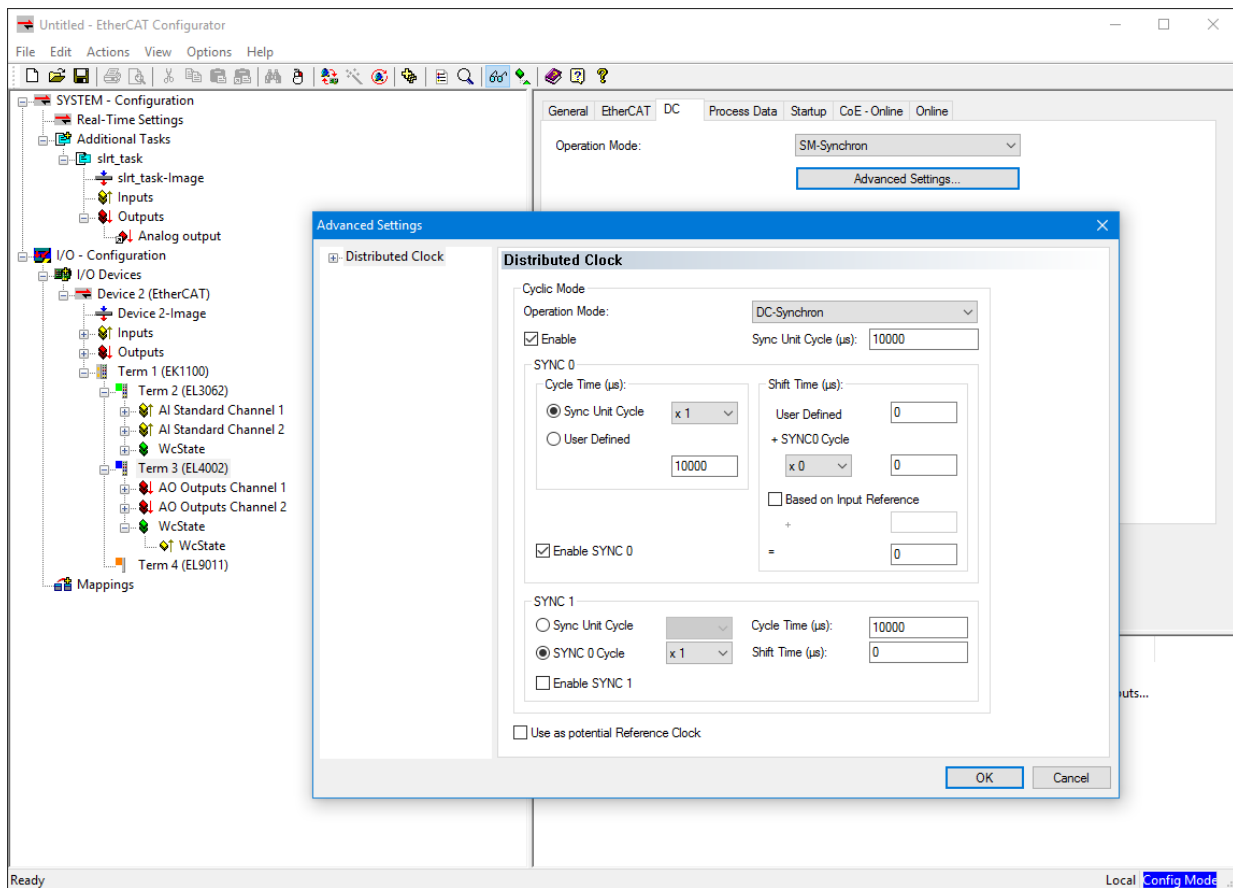 Untitled - EtherCAT Configurator
File Edit Actions View Options Help
SYSTEM - Configuration
Real-Time Settings
Additional Tasks
slrt_task
slrt_task-Image
Inputs
Outputs
Analog output
I/O - Configuration
I/O Devices
Device 2 (EtherCAT)
Device 2-Image
Inputs
Outputs
Term 1 (EK1100)
Term 2 (EL3062)
AI Standard Channel 1
AI Standard Channel 2
WcState
Term 3 (EL4002)
AO Outputs Channel 1
AO Outputs Channel 2
WcState
WcState
Term 4 (EL9011)
Mappings
General EtherCAT DC Process Data Startup CoE - Online Online
Operation Mode: SM-Synchron
Advanced Settings...
Advanced Settings
Distributed Clock
Distributed Clock
Cyclic Mode
Operation Mode: DC-Synchron
Enable Sync Unit Cycle (µs): 10000
SYNC 0
Cycle Time (µs): Shift Time (µs):
Sync Unit Cycle x 1 User Defined 0
User Defined + SYNC0 Cycle
10000 x 0 0
Based on Input Reference
+
Enable SYNC 0 = 0
SYNC 1
Sync Unit Cycle Cycle Time (µs): 10000
SYNC 0 Cycle x 1 Shift Time (µs): 0
Enable SYNC 1
Use as potential Reference Clock
OK Cancel
uts...
Ready Local Config Mode